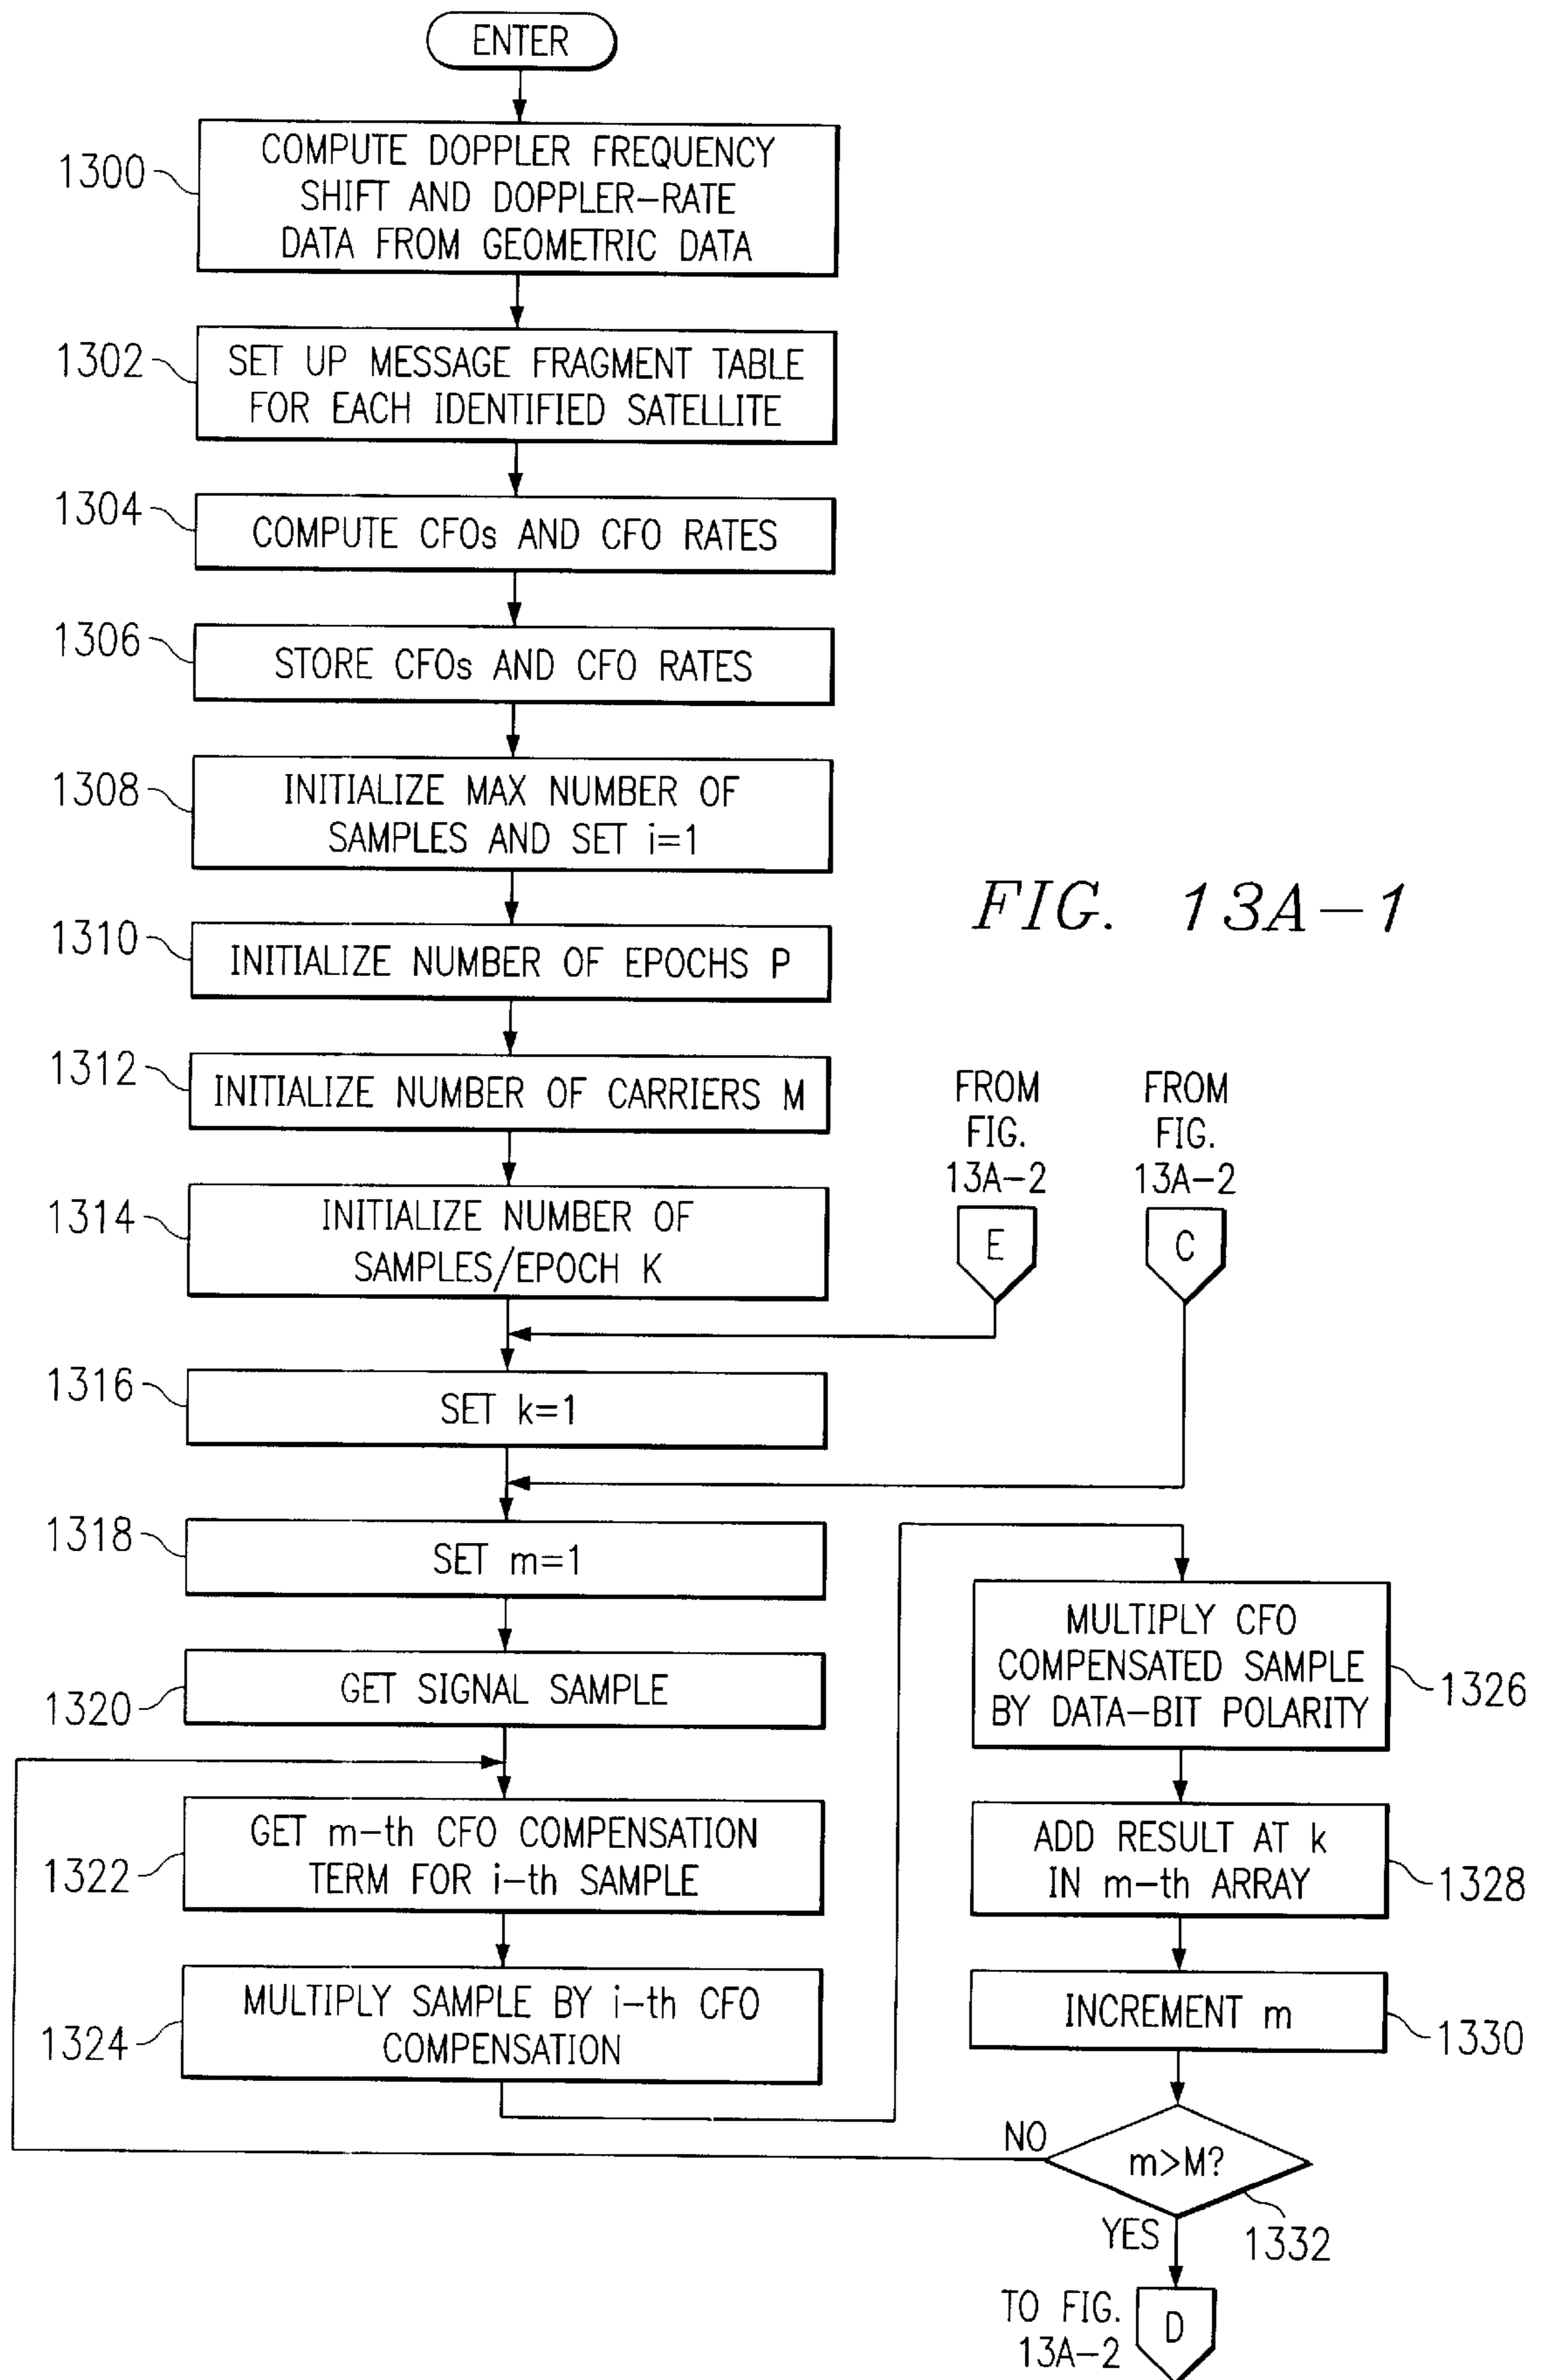 ENTER
1300
COMPUTE DOPPLER FREQUENCY
SHIFT AND DOPPLER-RATE
DATA FROM GEOMETRIC DATA
1302
SET UP MESSAGE FRAGMENT TABLE
FOR EACH IDENTIFIED SATELLITE
1304
COMPUTE CFOs AND CFO RATES
1306
STORE CFOs AND CFO RATES
1308
INITIALIZE MAX NUMBER OF
SAMPLES AND SET i=1
FIG. 13A-1
1310
INITIALIZE NUMBER OF EPOCHS P
1312
INITIALIZE NUMBER OF CARRIERS M
1314
INITIALIZE NUMBER OF
SAMPLES/EPOCH K
FROM
FIG.
13A-2
E
FROM
FIG.
13A-2
C
1316
SET k=1
1318
SET m=1
1320
GET SIGNAL SAMPLE
1322
GET m-th CFO COMPENSATION
TERM FOR i-th SAMPLE
1324
MULTIPLY SAMPLE BY i-th CFO
COMPENSATION
MULTIPLY CFO
COMPENSATED SAMPLE
BY DATA-BIT POLARITY
1326
ADD RESULT AT k
IN m-th ARRAY
1328
INCREMENT m
1330
NO
m>M?
1332
YES
TO FIG.
13A-2
D